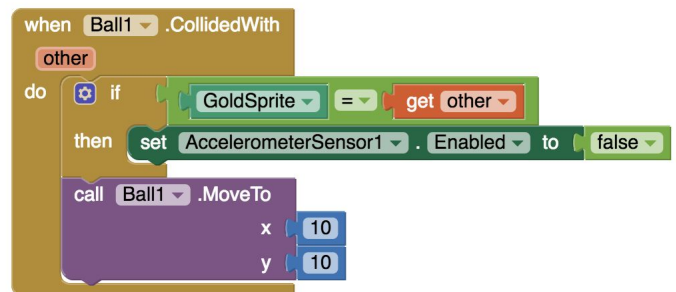 when Ball1 .CollidedWith
other
do if GoldSprite = get other
then set AccelerometerSensor1 . Enabled to false
call Ball1 .MoveTo
x 10
y 10